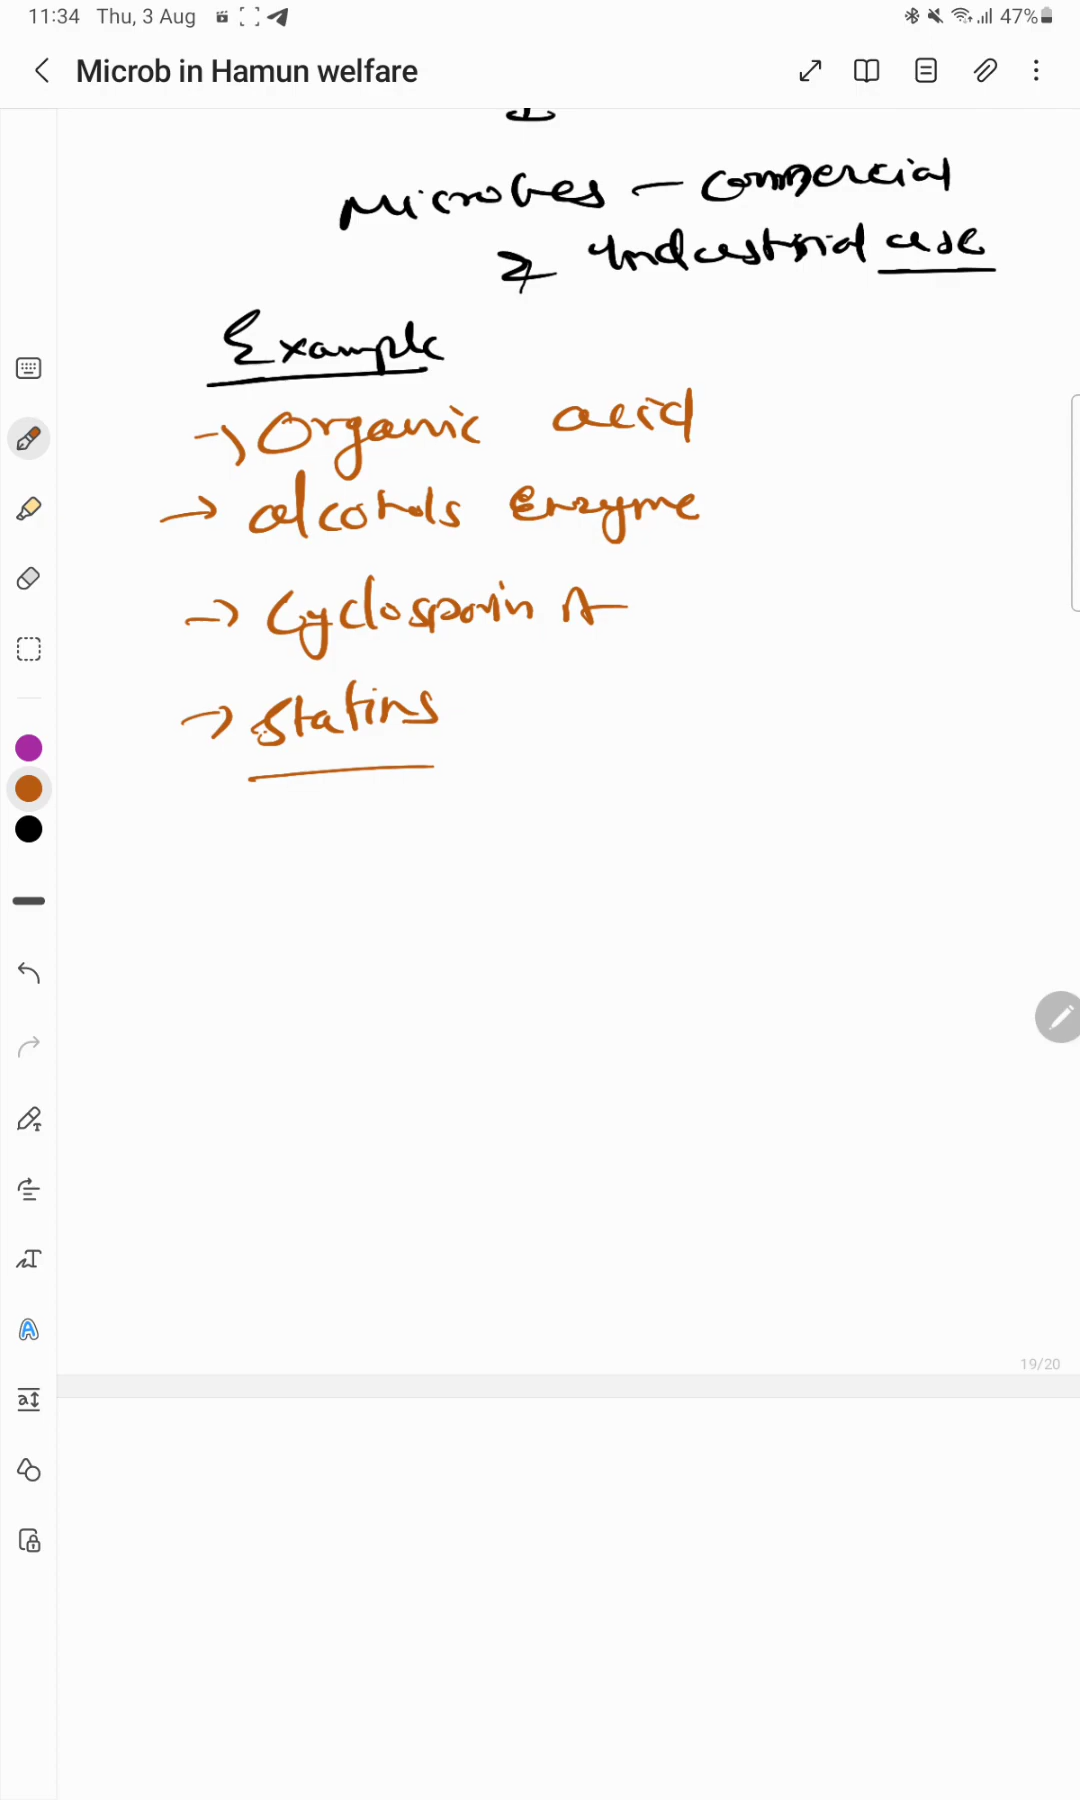 11:34 Thu, 3 Aug 47%
Microb in Hamun welfare
Microbes - commercial
& Industrial use
Example
→ Organic acid
→ alcohols Enzyme
→ Cyclosporin A
→ Statins
19/20